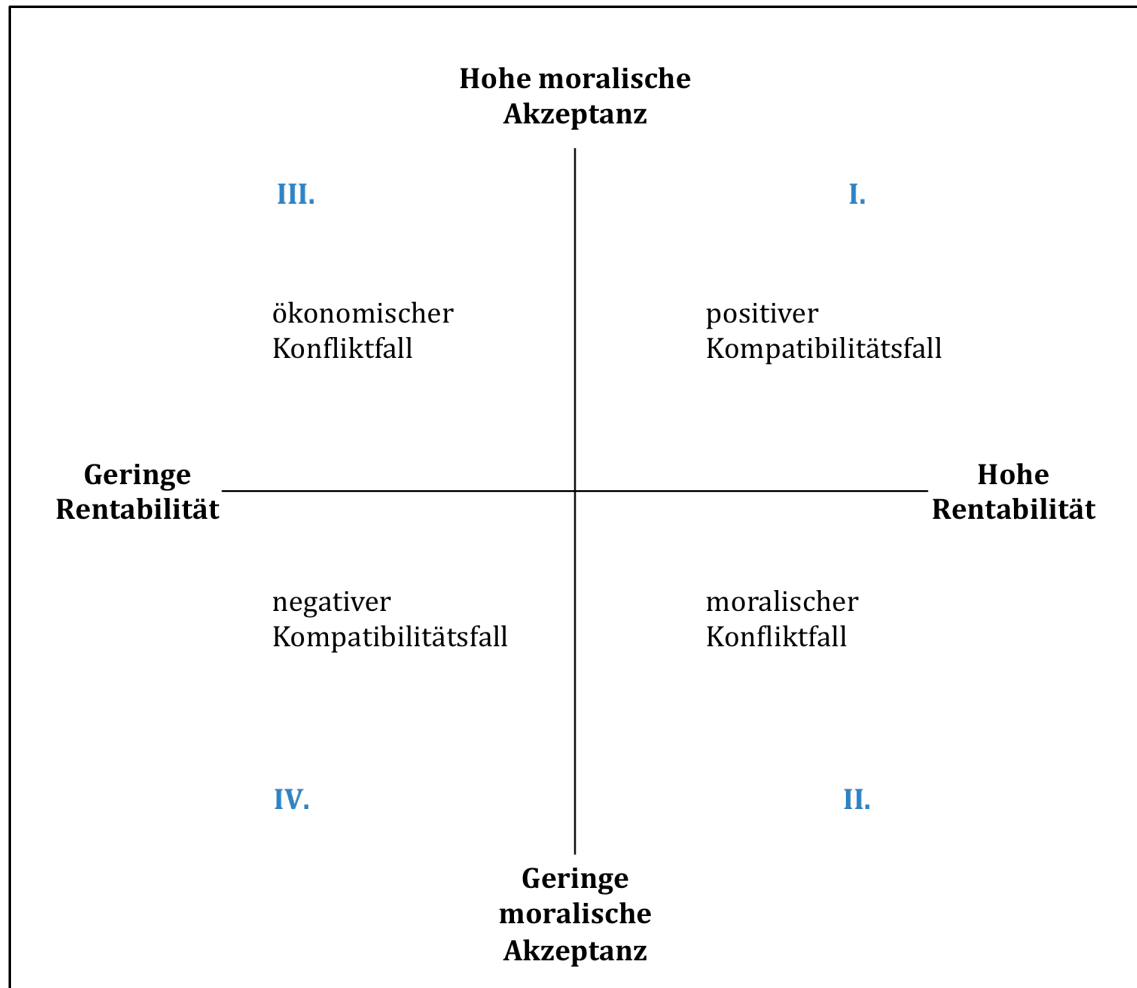 Hohe moralische
Akzeptanz
III.
I.
ökonomischer
Konfliktfall
positiver
Kompatibilitätsfall
Geringe
Rentabilität
Hohe
Rentabilität
negativer
Kompatibilitätsfall
moralischer
Konfliktfall
IV.
II.
Geringe
moralische
Akzeptanz